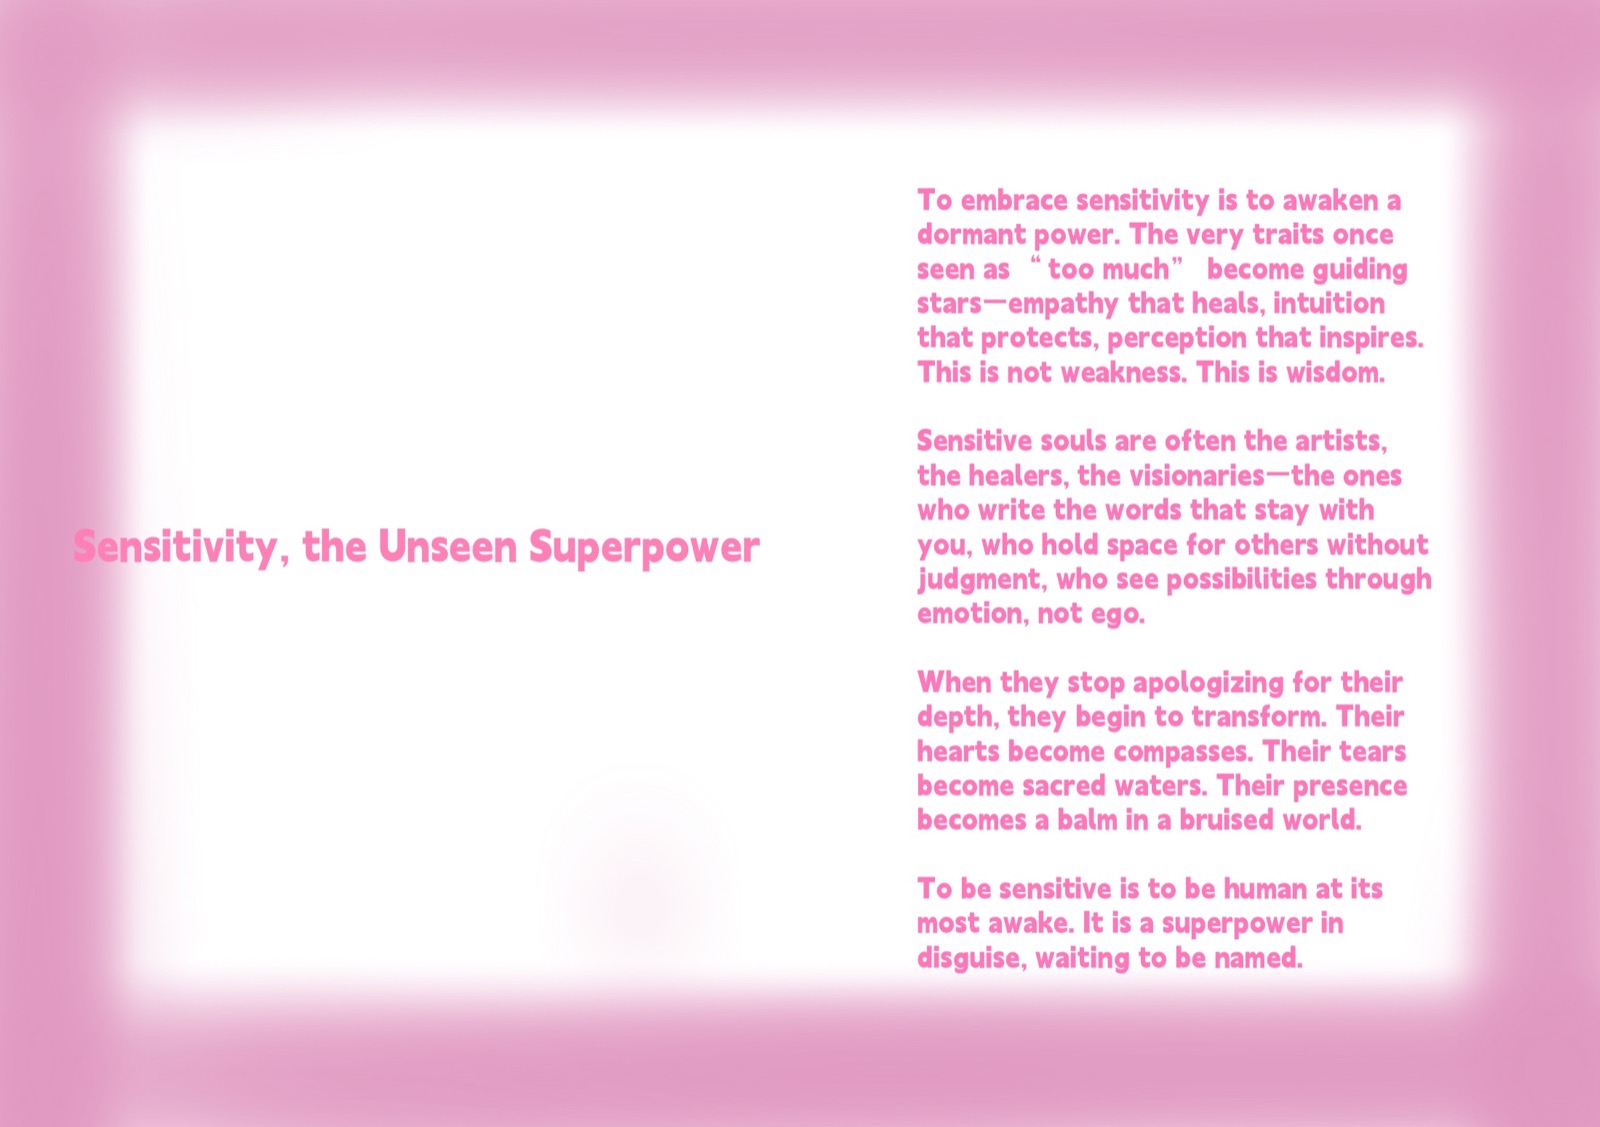 Sensitivity, the Unseen Superpower
To embrace sensitivity is to awaken a
dormant power. The very traits once
seen as “too much” become guiding
stars—empathy that heals, intuition
that protects, perception that inspires.
This is not weakness. This is wisdom.
Sensitive souls are often the artists,
the healers, the visionaries—the ones
who write the words that stay with
you, who hold space for others without
judgment, who see possibilities through
emotion, not ego.
When they stop apologizing for their
depth, they begin to transform. Their
hearts become compasses. Their tears
become sacred waters. Their presence
becomes a balm in a bruised world.
To be sensitive is to be human at its
most awake. It is a superpower in
disguise, waiting to be named.